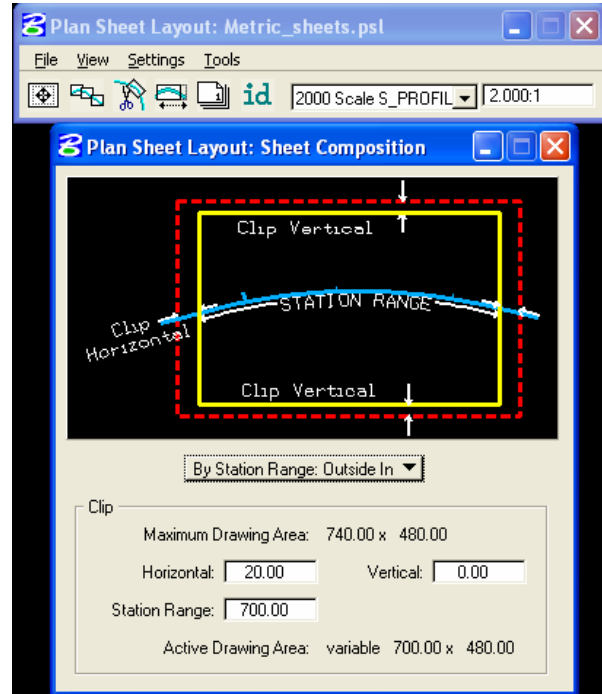 Plan Sheet Layout: Metric_sheets.psl
File View Settings Tools
id 2000 Scale S_PROFIL 2.000:1
Plan Sheet Layout: Sheet Composition
Clip Vertical
STATION RANGE
Clip
Horizontal
Clip Vertical
By Station Range: Outside In
Clip
Maximum Drawing Area: 740.00 x 480.00
Horizontal: 20.00 Vertical: 0.00
Station Range: 700.00
Active Drawing Area: variable 700.00 x 480.00